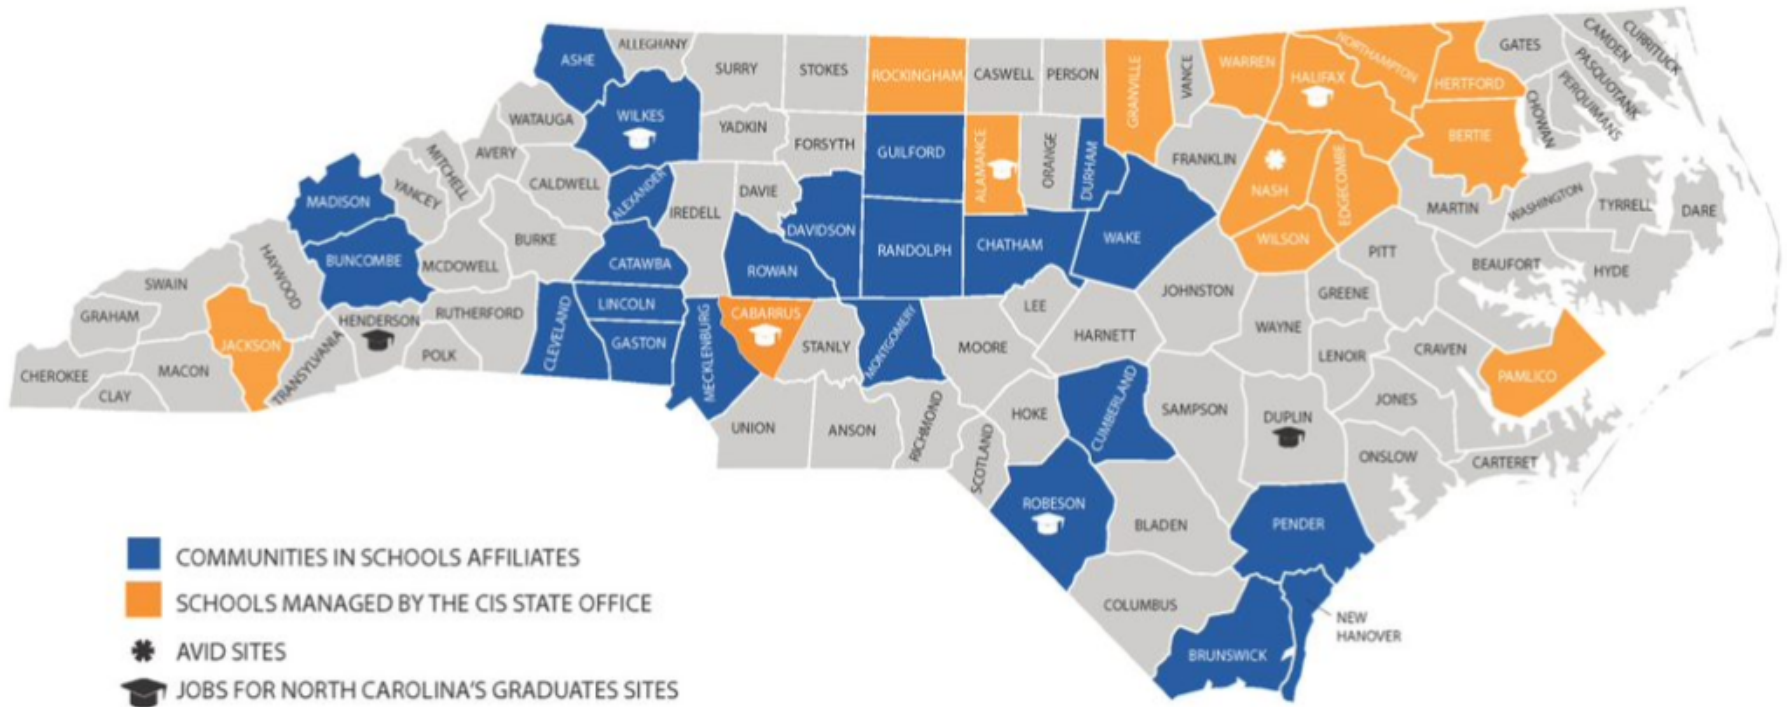 ASHE
ALLEGHANY
SURRY
STOKES
ROCKINGHAM
CASWELL
PERSON
GRANVILLE
VANCE
WARREN
HALIFAX
NORTHAMPTON
HERTFORD
GATES
CAMDEN
CURRITUCK
PASQUOTANK
PERQUIMANS
CHOWAN
WATAUGA
WILKES
YADKIN
FORSYTH
GUILFORD
ALAMANCE
ORANGE
DURHAM
FRANKLIN
NASH
EDGECOMBE
BERTIE
MITCHELL
AVERY
CALDWELL
ALEXANDER
IREDELL
DAVIE
DAVIDSON
RANDOLPH
CHATHAM
WAKE
WILSON
MARTIN
WASHINGTON
TYRRELL
DARE
MADISON
YANCEY
BUNCOMBE
MCDOWELL
BURKE
CATAWBA
ROWAN
PITT
BEAUFORT
HYDE
HAYWOOD
SWAIN
GRAHAM
JACKSON
HENDERSON
RUTHERFORD
CLEVELAND
LINCOLN
GASTON
MECKLENBURG
CABARRUS
STANLY
MONTGOMERY
MOORE
LEE
HARNETT
JOHNSTON
WAYNE
GREENE
LENOIR
CRAVEN
PAMLICO
CHEROKEE
CLAY
MACON
TRANSYLVANIA
POLK
UNION
ANSON
RICHMOND
SCOTLAND
HOKE
CUMBERLAND
SAMPSON
DUPLIN
JONES
ONSLOW
CARTERET
ROBESON
BLADEN
PENDER
COLUMBUS
BRUNSWICK
NEW
HANOVER
COMMUNITIES IN SCHOOLS AFFILIATES
SCHOOLS MANAGED BY THE CIS STATE OFFICE
AVID SITES
JOBS FOR NORTH CAROLINA'S GRADUATES SITES